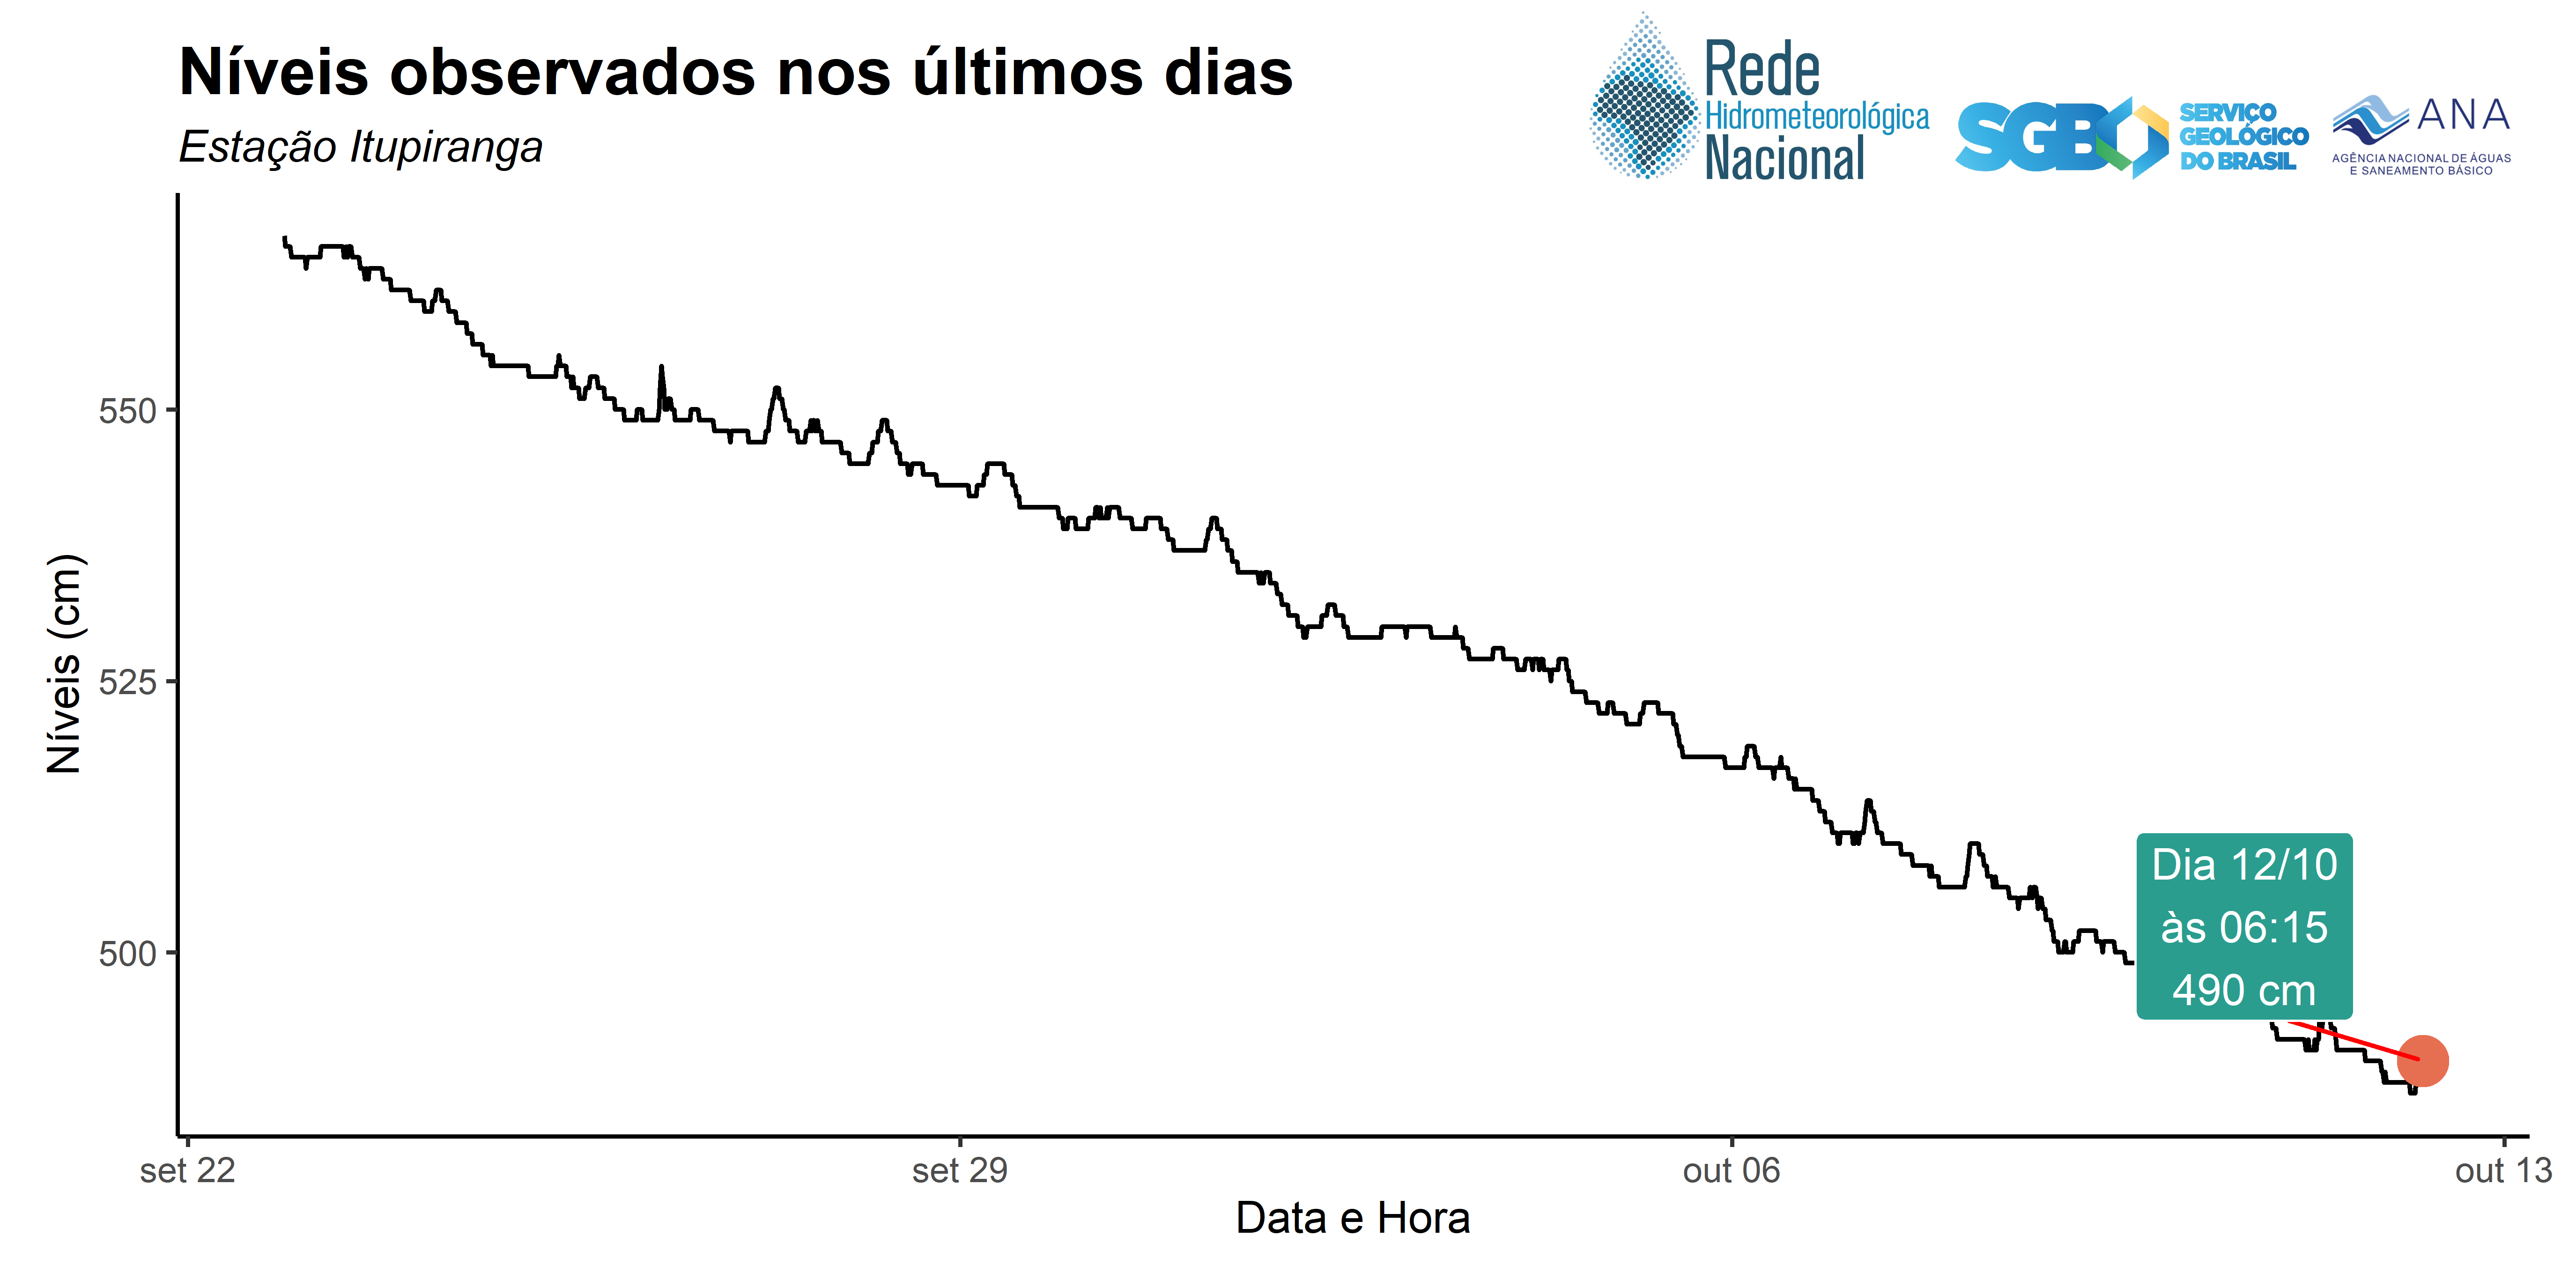 Níveis observados nos últimos dias
Estação Itupiranga
Rede
Hidrometeorológica
Nacional
SGB
SERVIÇO
GEOLÓGICO
DO BRASIL
ANA
AGÊNCIA NACIONAL DE ÁGUAS
E SANEAMENTO BÁSICO
Níveis (cm)
550
525
500
Dia 12/10
às 06:15
490 cm
set 22
set 29
out 06
out 13
Data e Hora